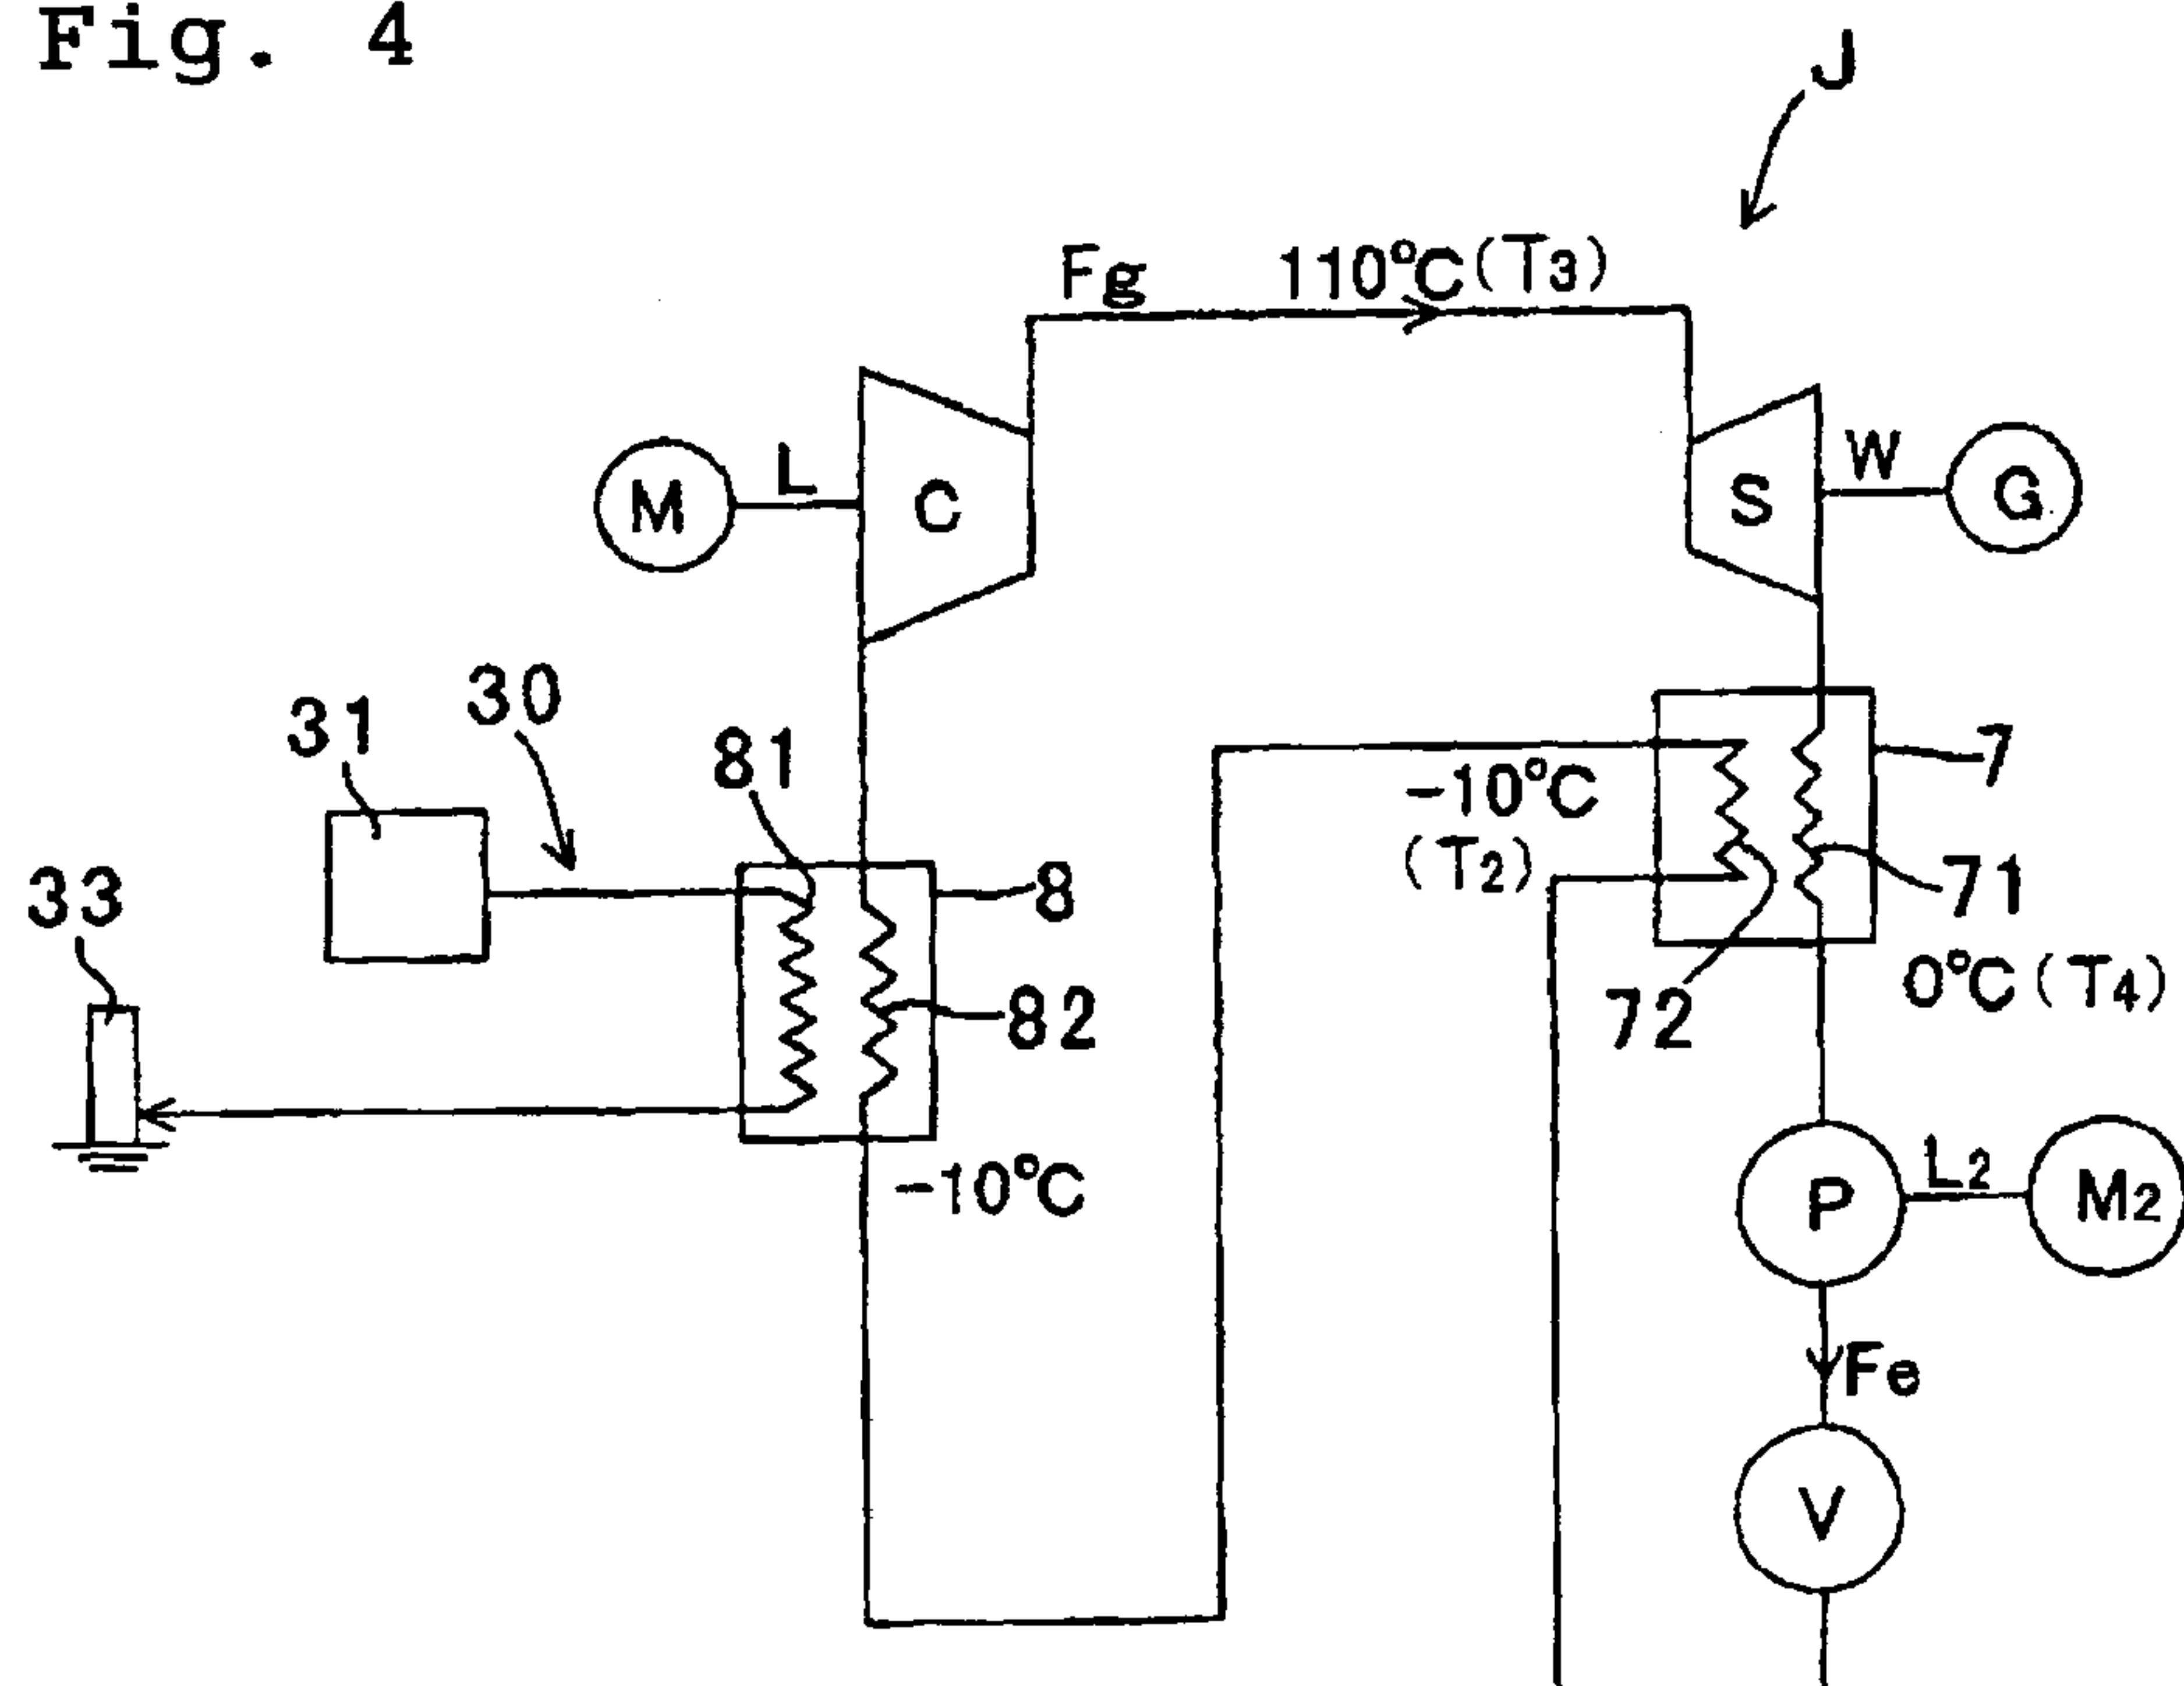 Fig. 4
J
Fg 110°C(T3)
M L C
S W G
31 30 81
-10°C
(T2)
7
33
8
71
82
72
0°C(T4)
-10°C
P L2 M2
Fe
V